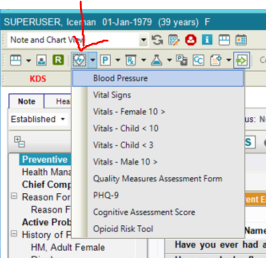 SUPERUSER, Iceman 01-Jan-1979 (39 years) F
Note and Chart View
KDS
Blood Pressure
Vital Signs
Vitals - Female 10 >
Vitals - Child < 10
Vitals - Child < 3
Vitals - Male 10 >
Quality Measures Assessment Form
PHQ-9
Cognitive Assessment Score
Opioid Risk Tool
Note
Established
Preventive
Health Mana
Chief Comp
Reason For
Reason F
Active Prob
History of P
HM, Adult Female
us: N
Name
Have you ever had a